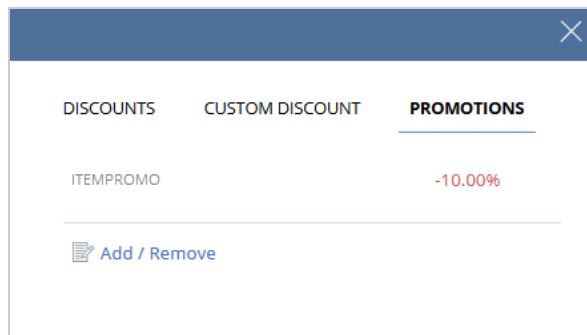 DISCOUNTS CUSTOM DISCOUNT PROMOTIONS
ITEMPROMO -10.00%
Add / Remove